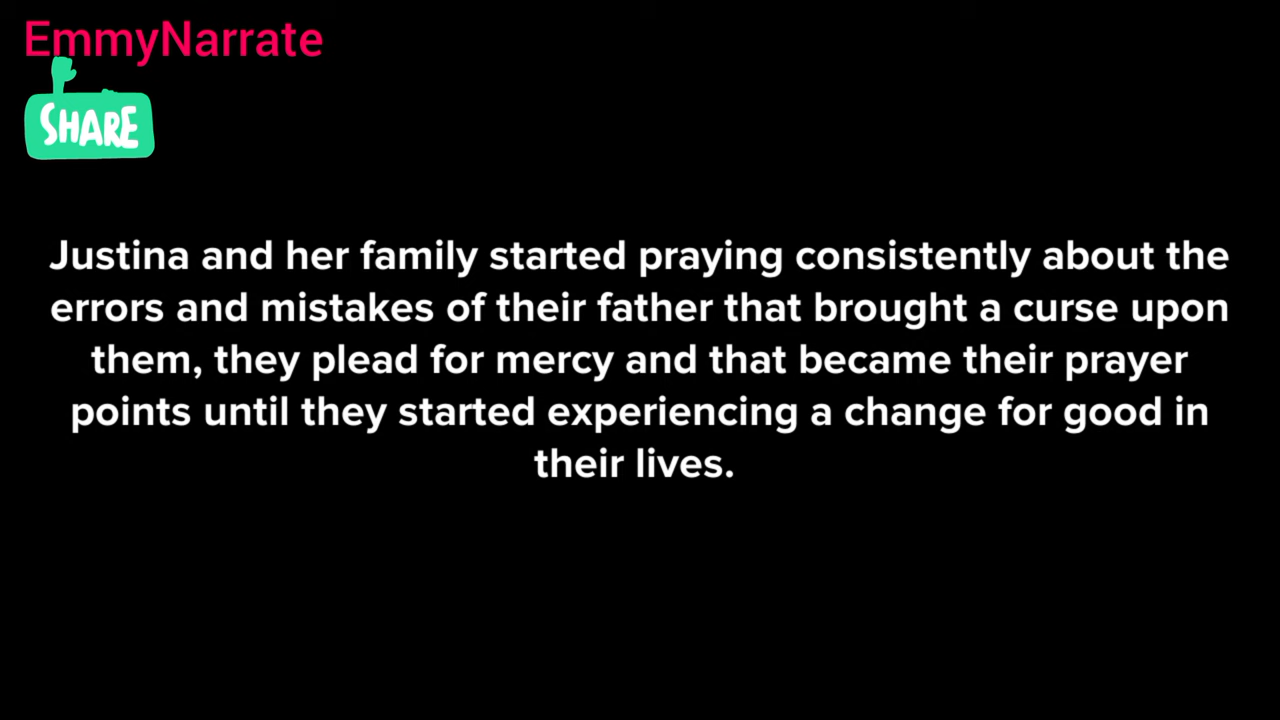 EmmyNarrate
SHARE
Justina and her family started praying consistently about the
errors and mistakes of their father that brought a curse upon
them, they plead for mercy and that became their prayer
points until they started experiencing a change for good in
their lives.